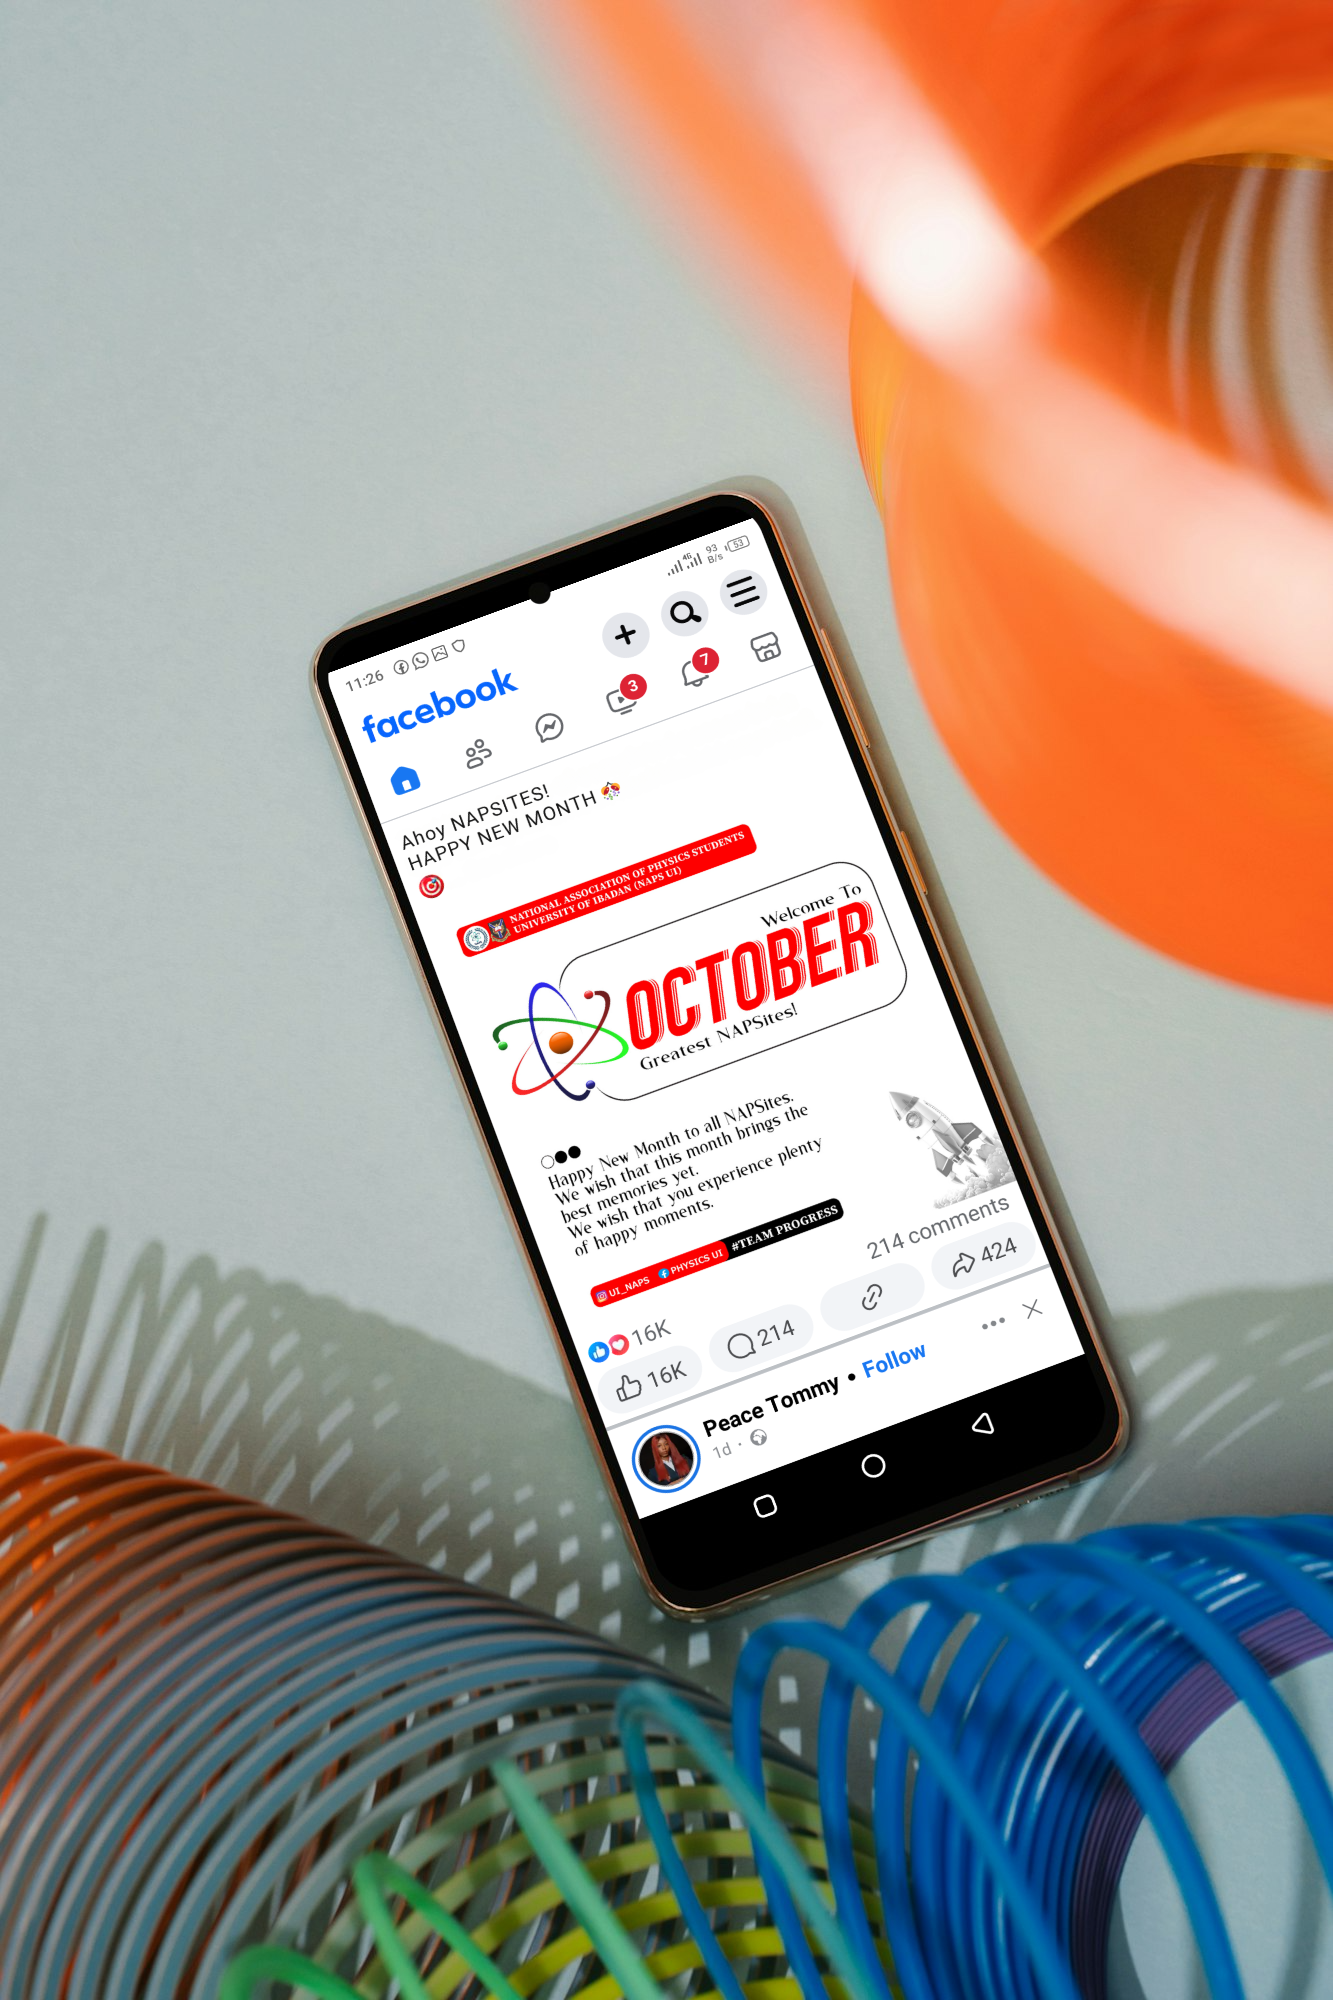 11:26
4G
93
B/s
53
facebook
3
7
Ahoy NAPSITES!
HAPPY NEW MONTH
NATIONAL ASSOCIATION OF PHYSICS STUDENTS
UNIVERSITY OF IBADAN (NAPS UI)
Welcome To
OCTOBER
Greatest NAPSites!
Happy New Month to all NAPSites.
We wish that this month brings the
best memories yet.
We wish that you experience plenty
of happy moments.
UI_NAPS PHYSICS UI #TEAM PROGRESS
16K
214 comments
16K
214
424
Peace Tommy • Follow
1d ·